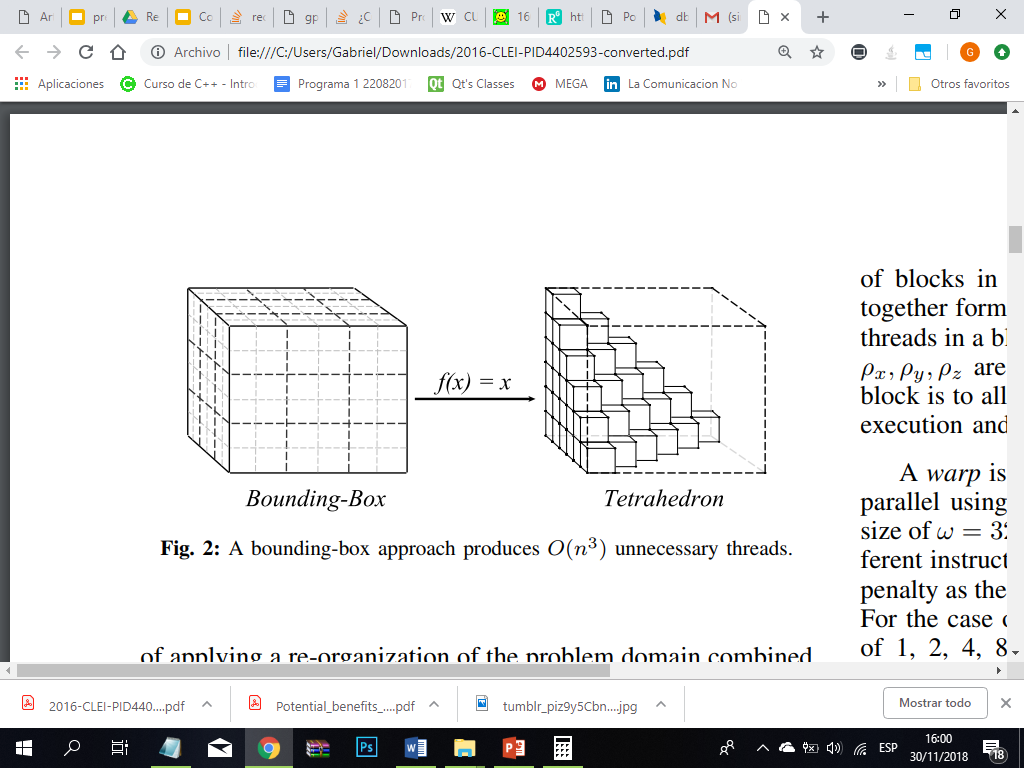 Ar
pr
Re
Co
rec
gp
¿C
Pr
CU
16
htt
Po
db
(si
Archivo
file:///C:/Users/Gabriel/Downloads/2016-CLEI-PID4402593-converted.pdf
G
Aplicaciones
Curso de C++ - Intro
Programa 1 2208201
Qt's Classes
MEGA
La Comunicacion No
»
Otros favoritos
f(x) = x
Bounding-Box
Tetrahedron
Fig. 2: A bounding-box approach produces O(n³) unnecessary threads.
of applying a re-organization of the problem domain combined
of blocks in
together form
threads in a bl
ρx, ρy, ρz are
block is to all
execution and
A warp is
parallel using
size of ω = 32
ferent instruct
penalty as the
For the case o
of 1, 2, 4, 8
2016-CLEI-PID440....pdf
Potential_benefits_....pdf
tumblr_piz9y5Cbn....jpg
Mostrar todo
ESP
16:00
30/11/2018
18